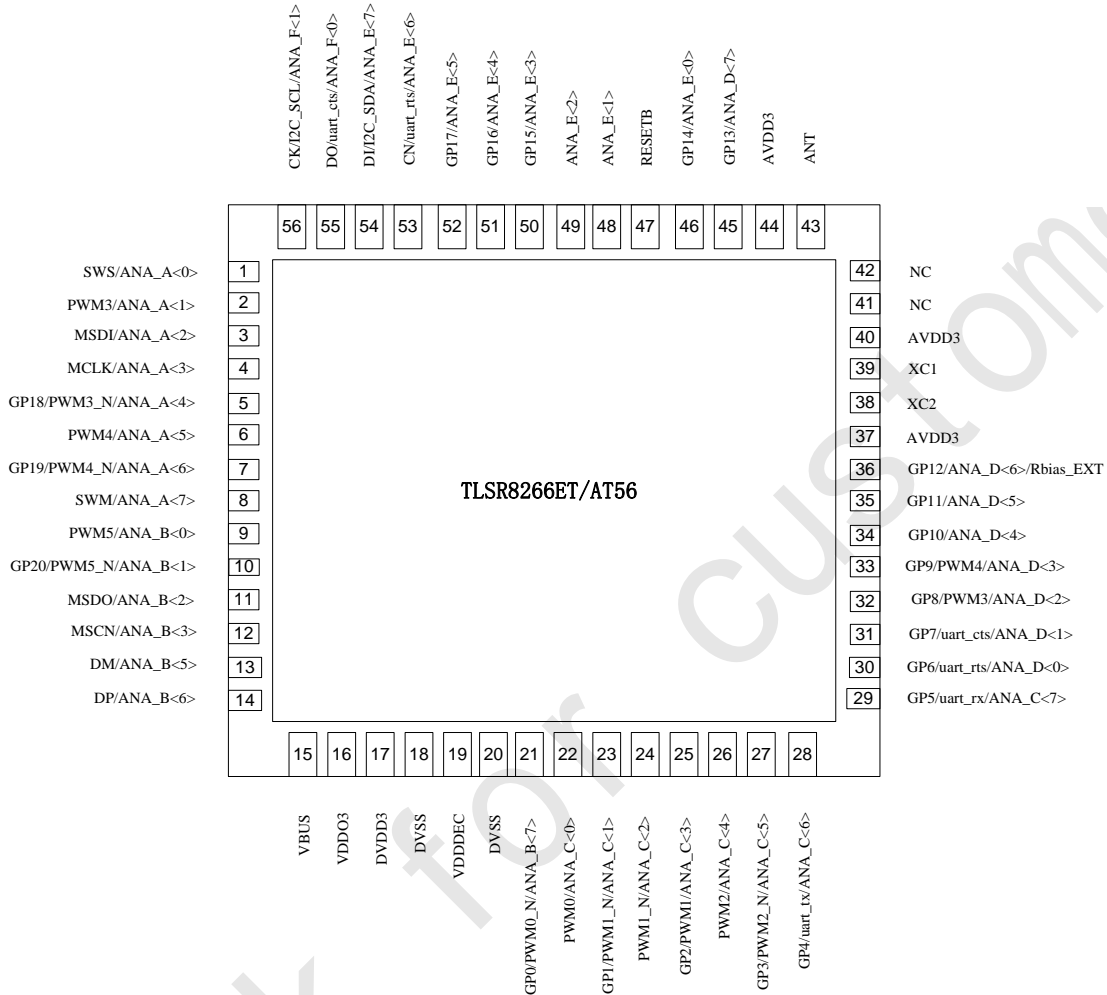 CK/I2C_SCL/ANA_F<1>
DO/uart_cts/ANA_F<0>
DI/I2C_SDA/ANA_E<7>
CN/uart_rts/ANA_E<6>
GP17/ANA_E<5>
GP16/ANA_E<4>
GP15/ANA_E<3>
ANA_E<2>
ANA_E<1>
RESETB
GP14/ANA_E<0>
GP13/ANA_D<7>
AVDD3
ANT
56 55 54 53 52 51 50 49 48 47 46 45 44 43
SWS/ANA_A<0> 1
PWM3/ANA_A<1> 2
MSDI/ANA_A<2> 3
MCLK/ANA_A<3> 4
GP18/PWM3_N/ANA_A<4> 5
PWM4/ANA_A<5> 6
GP19/PWM4_N/ANA_A<6> 7
SWM/ANA_A<7> 8
PWM5/ANA_B<0> 9
GP20/PWM5_N/ANA_B<1> 10
MSDO/ANA_B<2> 11
MSCN/ANA_B<3> 12
DM/ANA_B<5> 13
DP/ANA_B<6> 14
TLSR8266ET/AT56
42 NC
41 NC
40 AVDD3
39 XC1
38 XC2
37 AVDD3
36 GP12/ANA_D<6>/Rbias_EXT
35 GP11/ANA_D<5>
34 GP10/ANA_D<4>
33 GP9/PWM4/ANA_D<3>
32 GP8/PWM3/ANA_D<2>
31 GP7/uart_cts/ANA_D<1>
30 GP6/uart_rts/ANA_D<0>
29 GP5/uart_rx/ANA_C<7>
15 16 17 18 19 20 21 22 23 24 25 26 27 28
VBUS
VDDO3
DVDD3
DVSS
VDDDEC
DVSS
GP0/PWM0_N/ANA_B<7>
PWM0/ANA_C<0>
GP1/PWM1_N/ANA_C<1>
PWM1_N/ANA_C<2>
GP2/PWM1/ANA_C<3>
PWM2/ANA_C<4>
GP3/PWM2_N/ANA_C<5>
GP4/uart_tx/ANA_C<6>
for custome